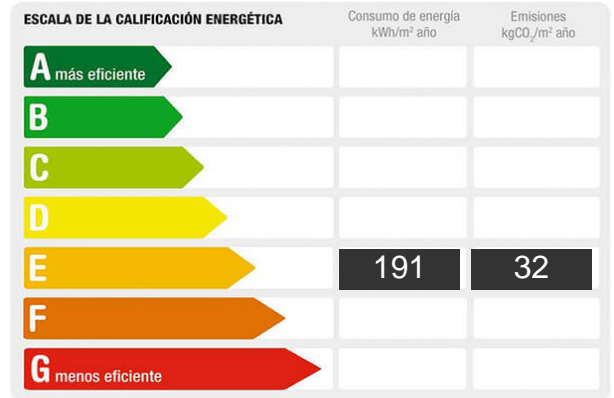 ESCALA DE LA CALIFICACIÓN ENERGÉTICA
Consumo de energía
kWh/m² año
Emisiones
kgCO₂/m² año
A más eficiente
B
C
D
E 191 32
F
G menos eficiente